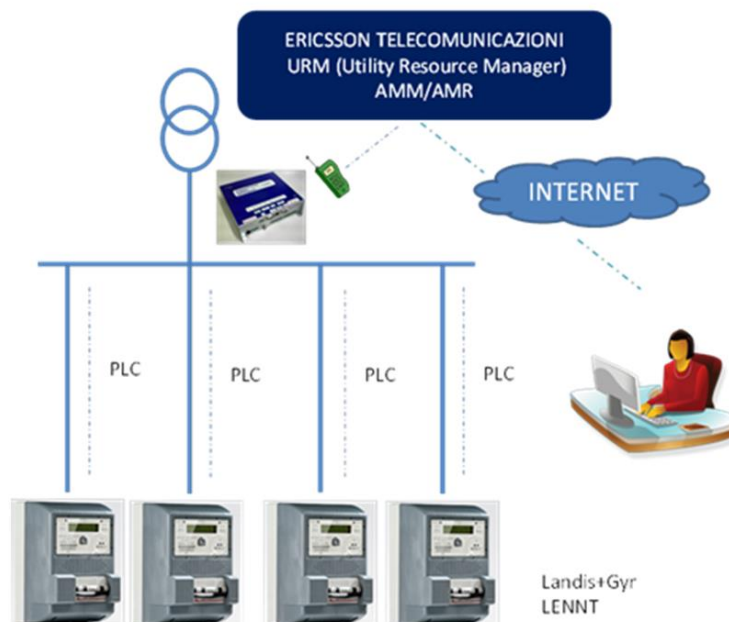 ERICSSON TELECOMUNICAZIONI
URM (Utility Resource Manager)
AMM/AMR
INTERNET
PLC
PLC
PLC
PLC
Landis+Gyr
LENNT